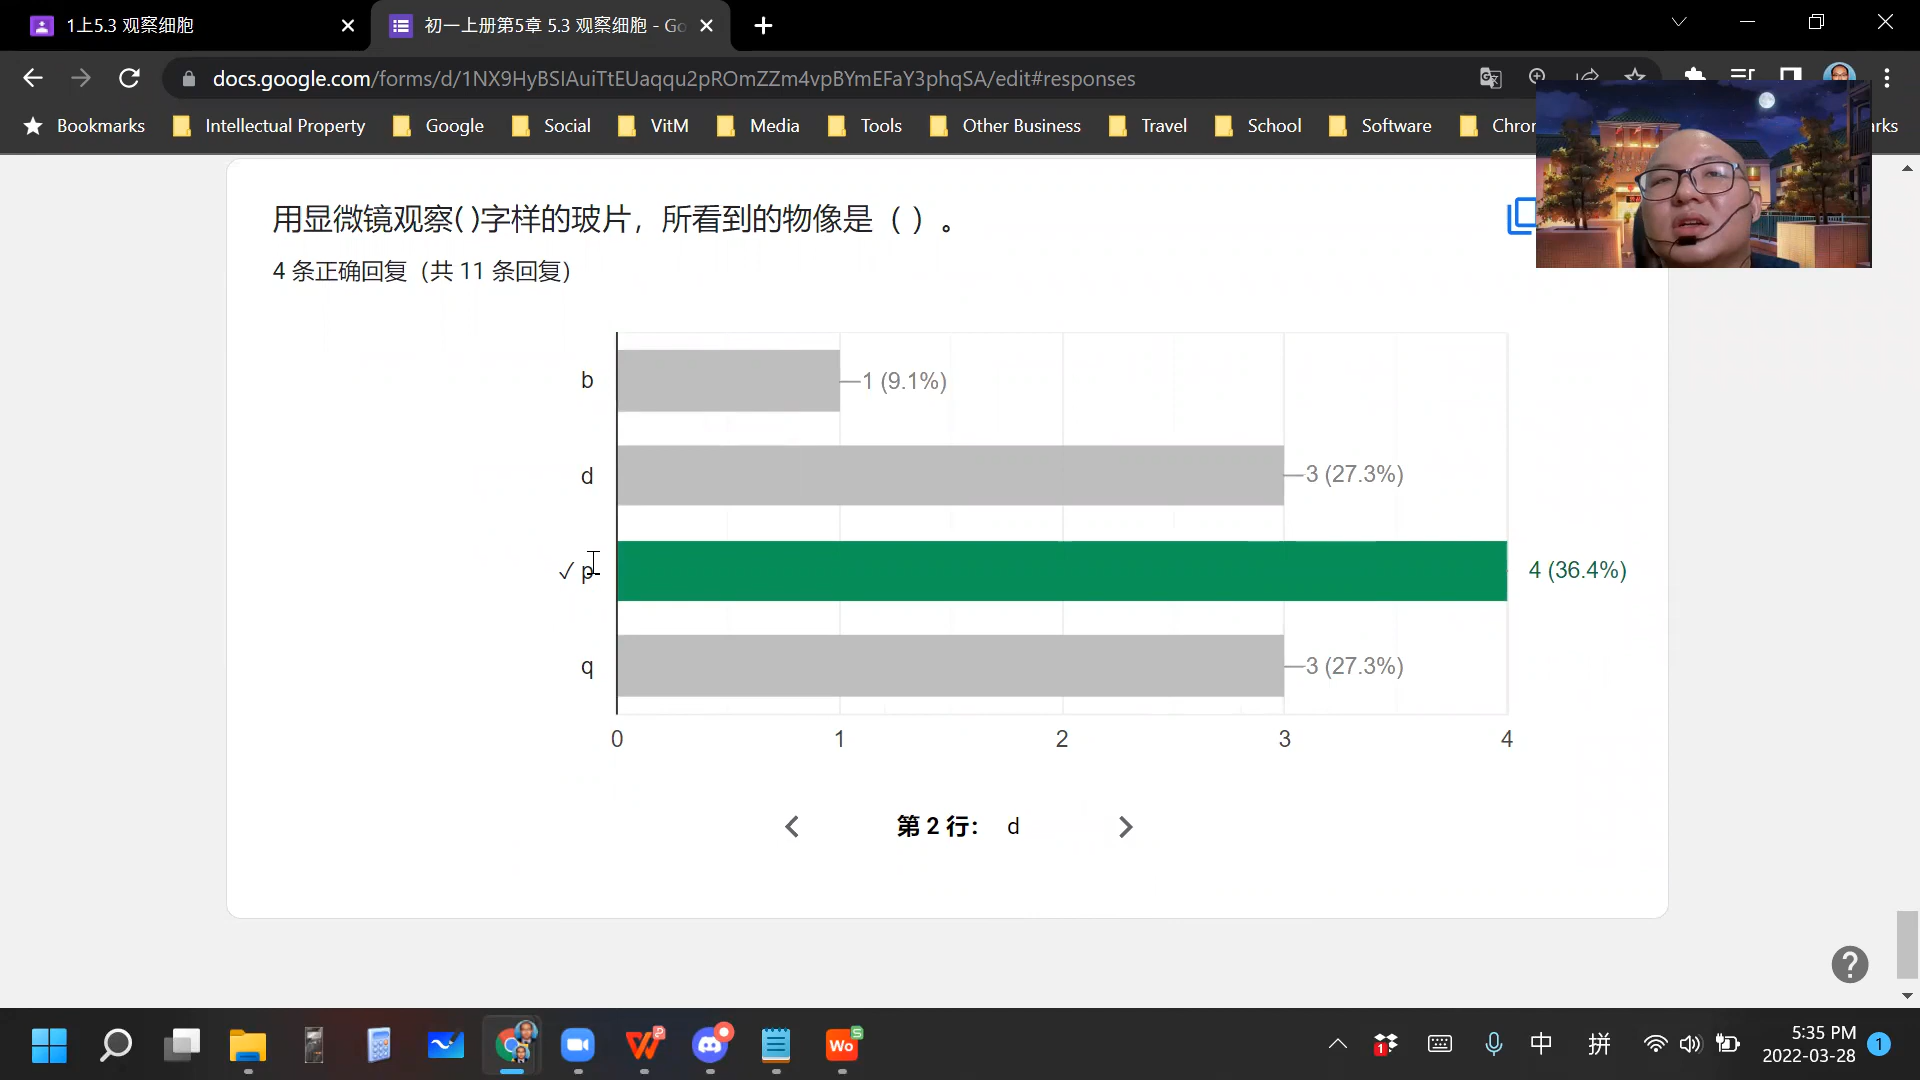 1上5.3 观察细胞
初一上册第5章 5.3 观察细胞 - Go
docs.google.com/forms/d/1NX9HyBSIAuiTtEUaqqu2pROmZZm4vpBYmEFaY3phqSA/edit#responses
Bookmarks Intellectual Property Google Social VitM Media Tools Other Business Travel School Software Chro rks
用显微镜观察( )字样的玻片，所看到的物像是（ ）。
4 条正确回复（共 11 条回复）
b 1 (9.1%)
d 3 (27.3%)
✓ p 4 (36.4%)
q 3 (27.3%)
0 1 2 3 4
第 2 行： d
中 拼 5:35 PM
2022-03-28 1